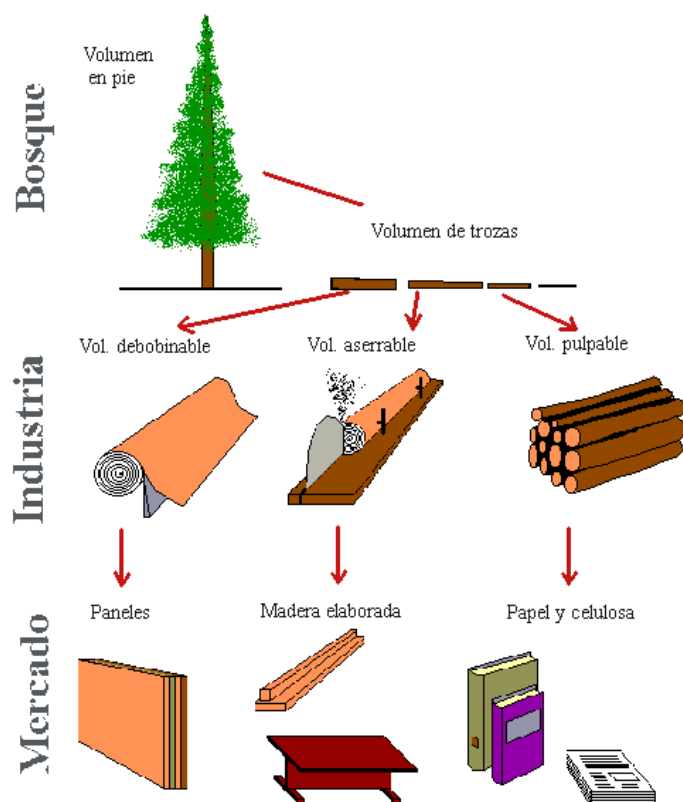 Bosque
Volumen
en pie
Volumen de trozas
Industria
Vol. debobinable
Vol. aserrable
Vol. pulpable
Mercado
Paneles
Madera elaborada
Papel y celulosa